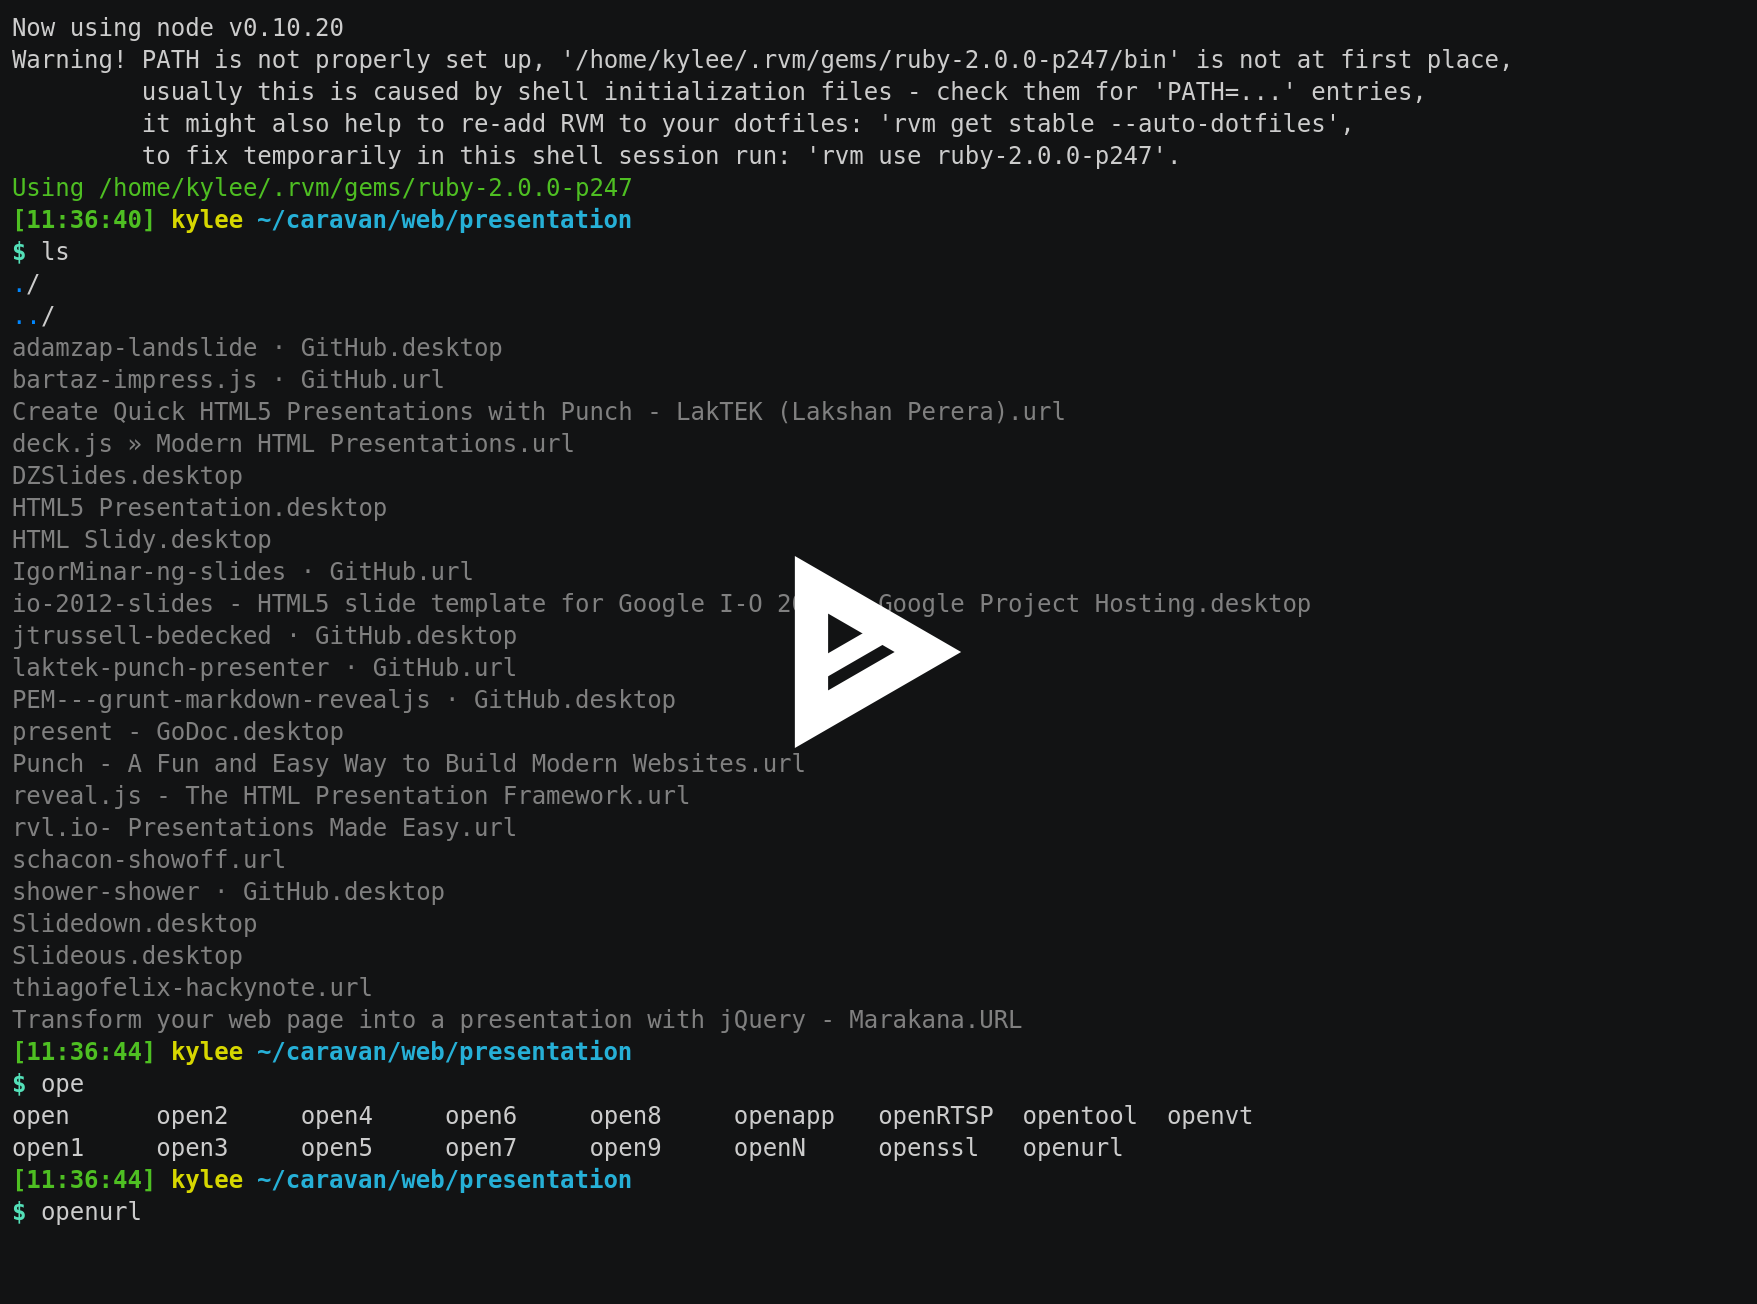 Now using node v0.10.20
Warning! PATH is not properly set up, '/home/kylee/.rvm/gems/ruby-2.0.0-p247/bin' is not at first place,
usually this is caused by shell initialization files - check them for 'PATH=...' entries,
it might also help to re-add RVM to your dotfiles: 'rvm get stable --auto-dotfiles',
to fix temporarily in this shell session run: 'rvm use ruby-2.0.0-p247'.
Using /home/kylee/.rvm/gems/ruby-2.0.0-p247
[11:36:40] kylee ~/caravan/web/presentation
$ ls
./
../
adamzap-landslide · GitHub.desktop
bartaz-impress.js · GitHub.url
Create Quick HTML5 Presentations with Punch - LakTEK (Lakshan Perera).url
deck.js » Modern HTML Presentations.url
DZSlides.desktop
HTML5 Presentation.desktop
HTML Slidy.desktop
IgorMinar-ng-slides · GitHub.url
io-2012-slides - HTML5 slide template for Google I-O Google Project Hosting.desktop
jtrussell-bedecked · GitHub.desktop
laktek-punch-presenter · GitHub.url
PEM---grunt-markdown-revealjs · GitHub.desktop
present - GoDoc.desktop
Punch - A Fun and Easy Way to Build Modern Websites.url
reveal.js - The HTML Presentation Framework.url
rvl.io- Presentations Made Easy.url
schacon-showoff.url
shower-shower · GitHub.desktop
Slidedown.desktop
Slideous.desktop
thiagofelix-hackynote.url
Transform your web page into a presentation with jQuery - Marakana.URL
[11:36:44] kylee ~/caravan/web/presentation
$ ope
open open2 open4 open6 open8 openapp openRTSP opentool openvt
open1 open3 open5 open7 open9 openN openssl openurl
[11:36:44] kylee ~/caravan/web/presentation
$ openurl